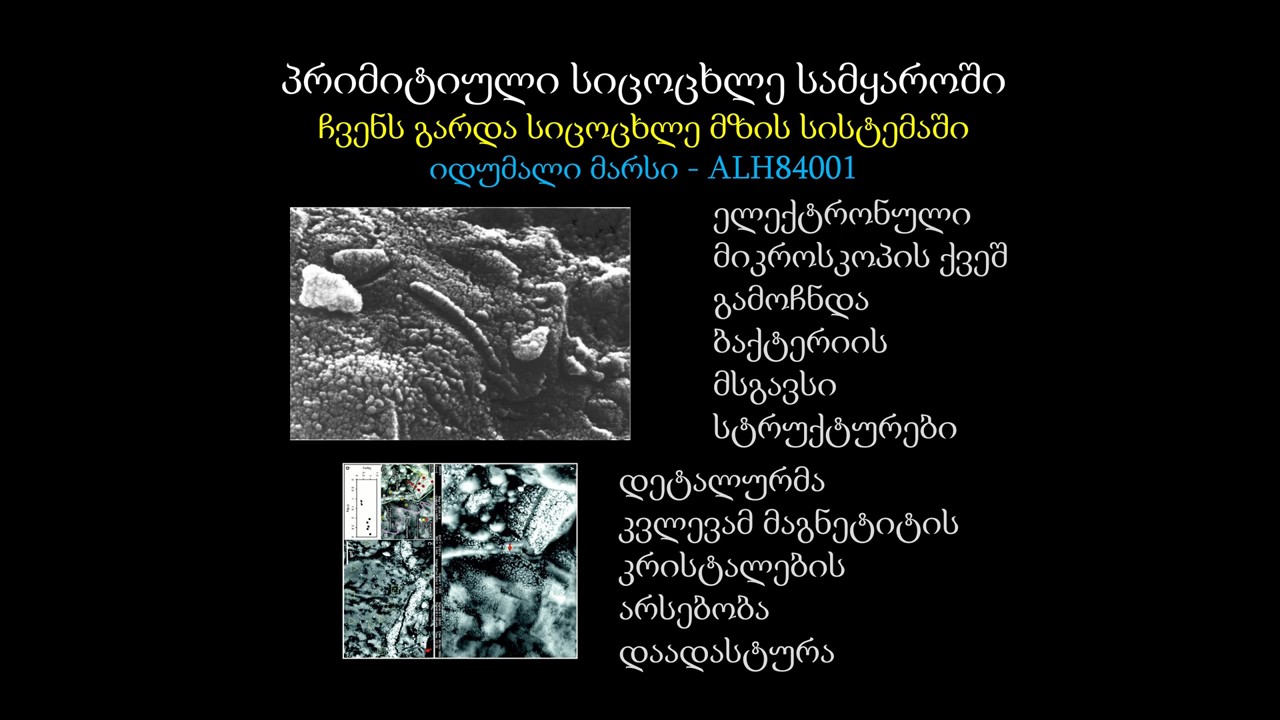 პრიმიტიული სიცოცხლე სამყაროში
ჩვენს გარდა სიცოცხლე მზის სისტემაში
იდუმალი მარსი - ALH84001
ელექტრონული
მიკროსკოპის ქვეშ
გამოჩნდა
ბაქტერიის
მსგავსი
სტრუქტურები
დეტალურმა
კვლევამ მაგნეტიტის
კრისტალების
არსებობა
დაადასტურა